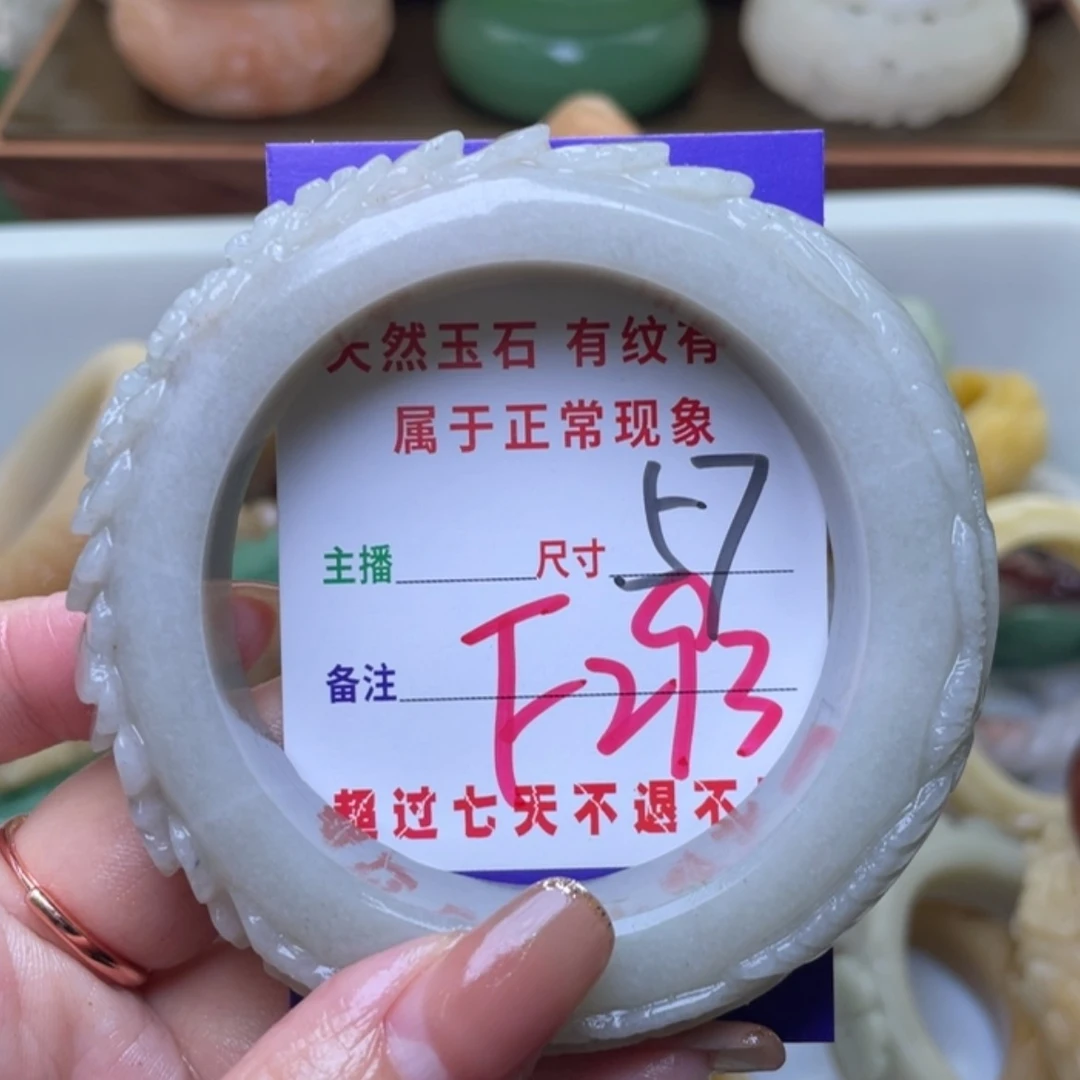 天然玉石 有纹有
属于正常现象
主播 尺寸 57
备注 F293
超过七天不退不